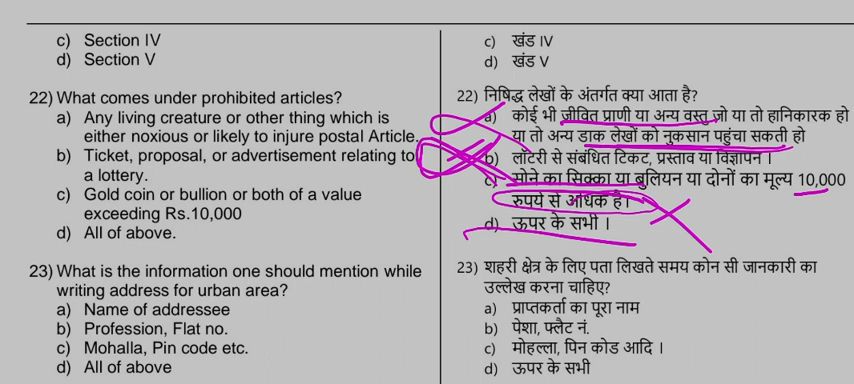 c) Section IV
d) Section V
22) What comes under prohibited articles?
a) Any living creature or other thing which is
either noxious or likely to injure postal Article.
b) Ticket, proposal, or advertisement relating to
a lottery.
c) Gold coin or bullion or both of a value
exceeding Rs.10,000
d) All of above.
23) What is the information one should mention while
writing address for urban area?
a) Name of addressee
b) Profession, Flat no.
c) Mohalla, Pin code etc.
d) All of above
c) खंड IV
d) खंड V
22) निषिद्ध लेखों के अंतर्गत क्या आता है?
a) कोई भी जीवित प्राणी या अन्य वस्तु जो या तो हानिकारक हो
या तो अन्य डाक लेखों को नुकसान पहुंचा सकती हो
b) लॉटरी से संबंधित टिकट, प्रस्ताव या विज्ञापन ।
c) सोने का सिक्का या बुलियन या दोनों का मूल्य 10,000
रुपये से अधिक है।
d) ऊपर के सभी ।
23) शहरी क्षेत्र के लिए पता लिखते समय कोन सी जानकारी का
उल्लेख करना चाहिए?
a) प्राप्तकर्ता का पूरा नाम
b) पेशा, फ्लैट नं.
c) मोहल्ला, पिन कोड आदि ।
d) ऊपर के सभी